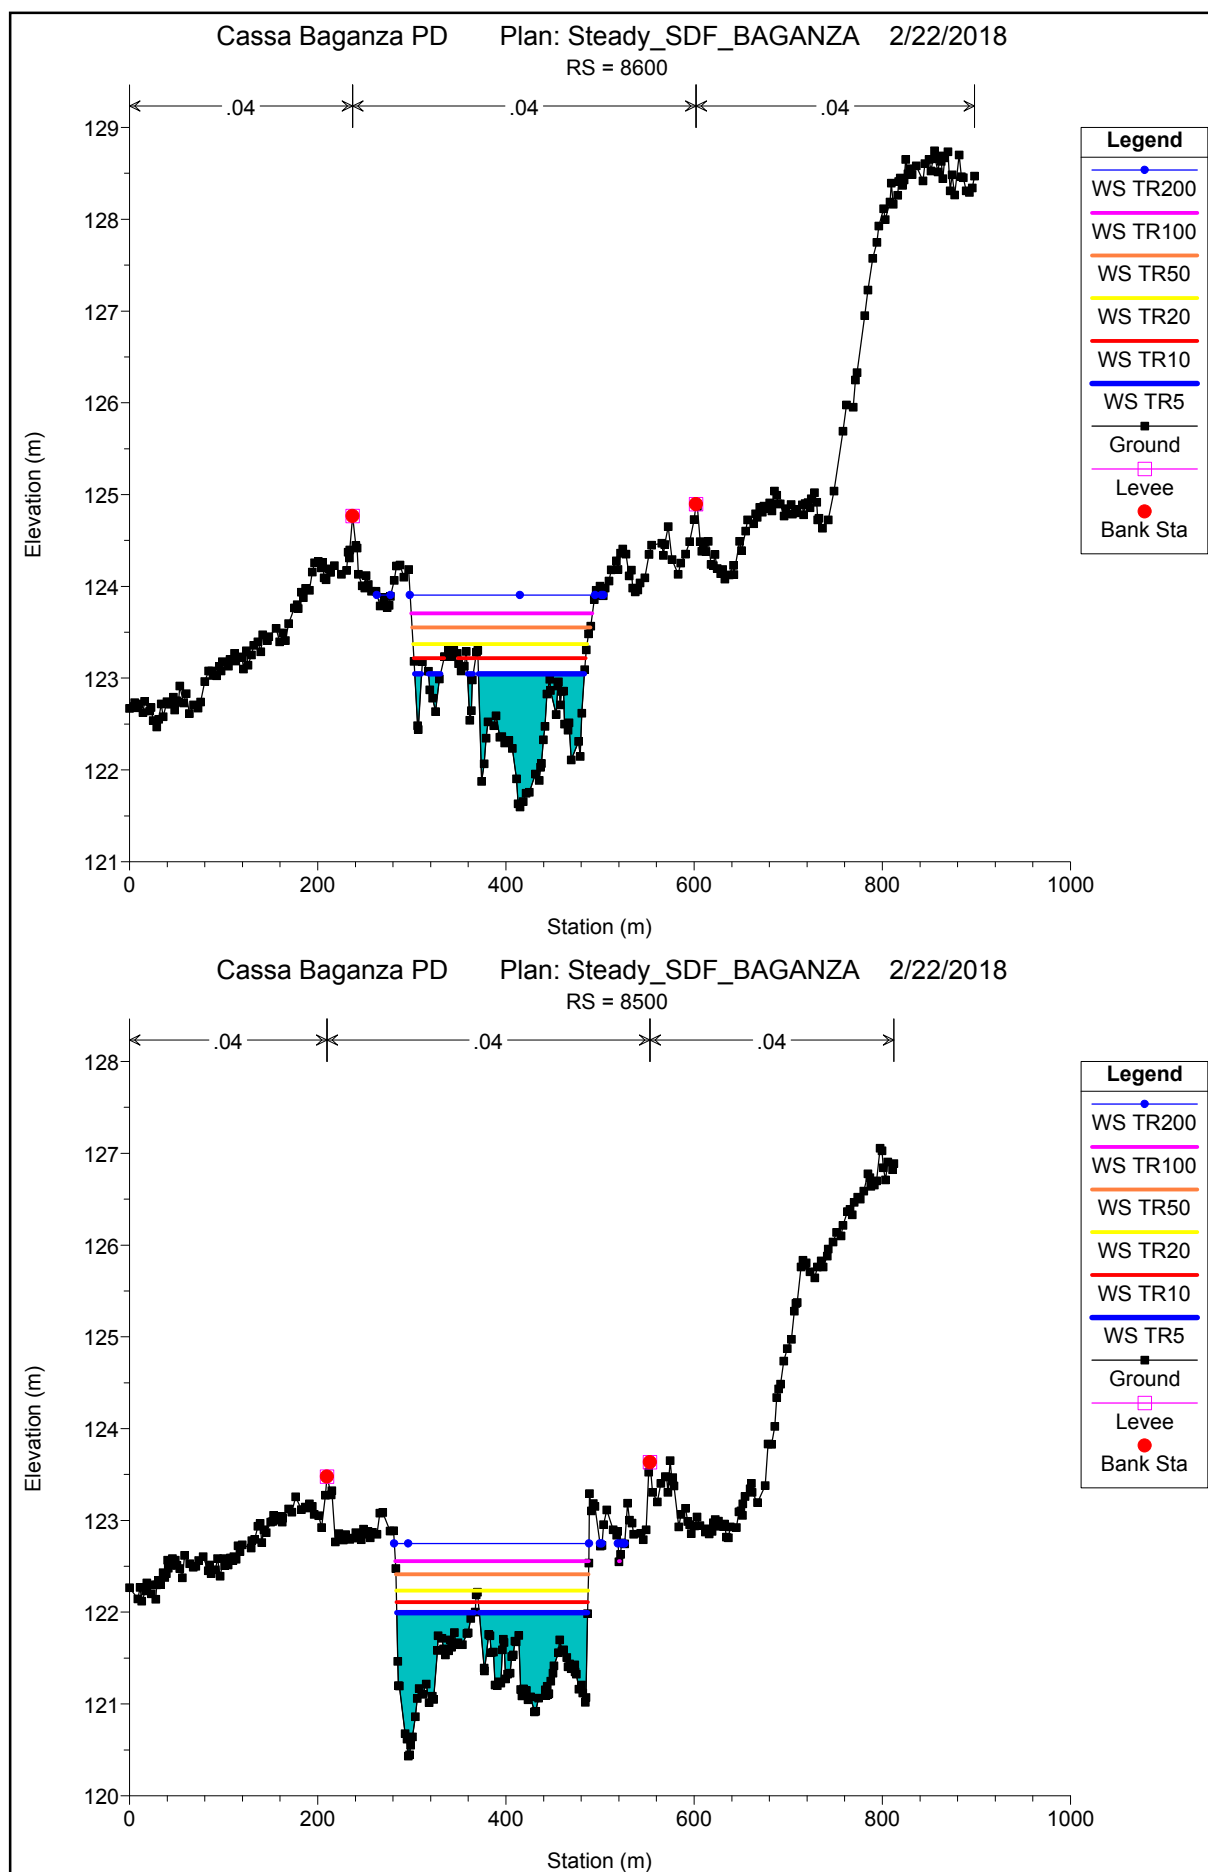 Cassa Baganza PD Plan: Steady_SDF_BAGANZA 2/22/2018
RS = 8600
.04 .04 .04
129
128
127
126
125
124
123
122
121
Elevation (m)
0 200 400 600 800 1000
Station (m)
Legend
WS TR200
WS TR100
WS TR50
WS TR20
WS TR10
WS TR5
Ground
Levee
Bank Sta
Cassa Baganza PD Plan: Steady_SDF_BAGANZA 2/22/2018
RS = 8500
.04 .04 .04
128
127
126
125
124
123
122
121
120
Elevation (m)
0 200 400 600 800 1000
Station (m)
Legend
WS TR200
WS TR100
WS TR50
WS TR20
WS TR10
WS TR5
Ground
Levee
Bank Sta